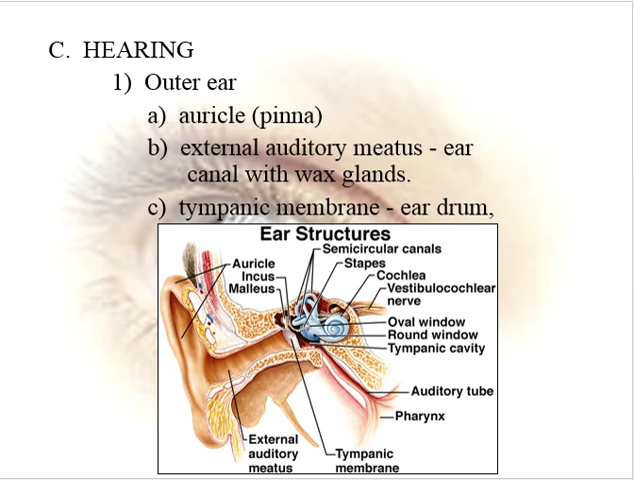 C. HEARING
1) Outer ear
a) auricle (pinna)
b) external auditory meatus - ear
canal with wax glands.
c) tympanic membrane - ear drum,
Ear Structures
Semicircular canals
Auricle
Stapes
Incus
Cochlea
Malleus
Vestibulocochlear
nerve
Oval window
Round window
Tympanic cavity
Auditory tube
Pharynx
External
auditory
meatus
Tympanic
membrane